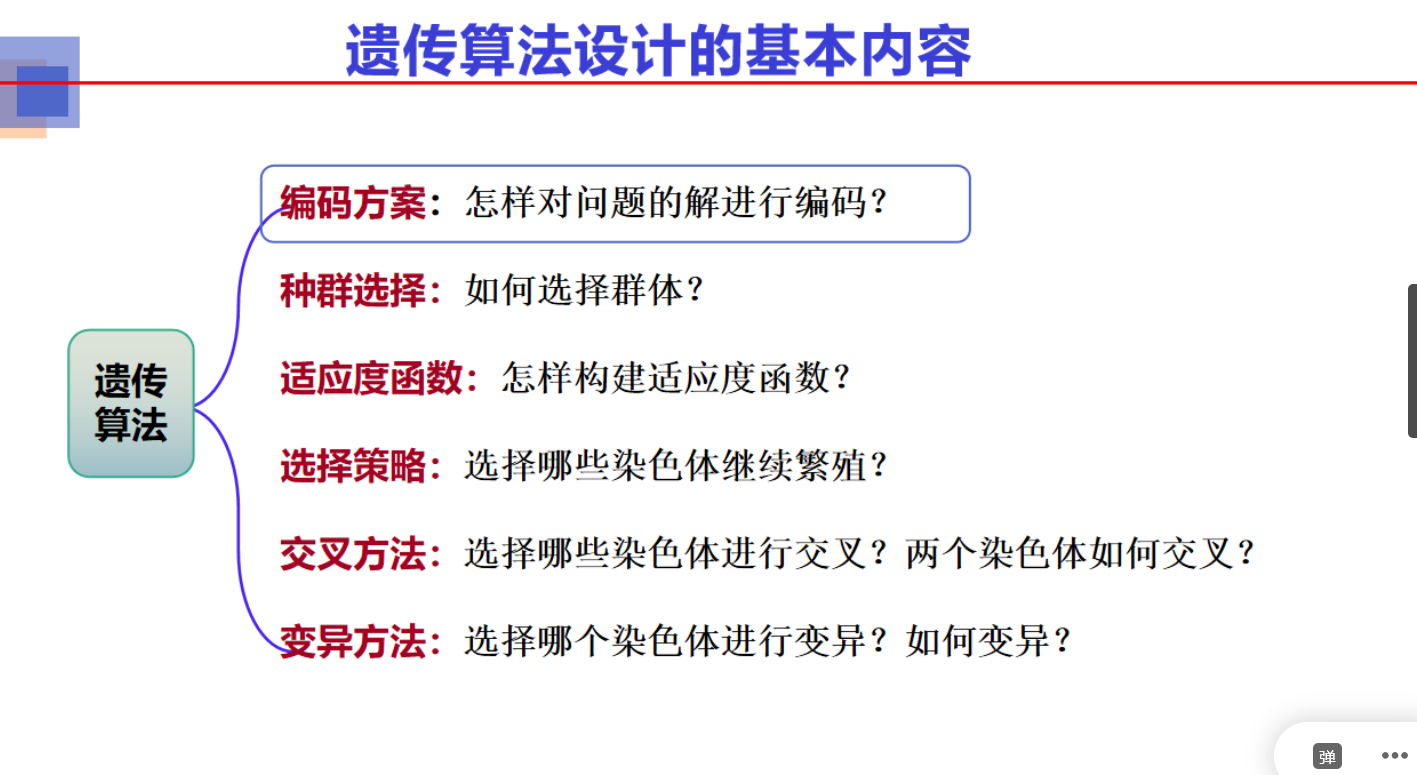 遗传算法设计的基本内容
编码方案：怎样对问题的解进行编码？
种群选择：如何选择群体？
适应度函数：怎样构建适应度函数？
遗传
算法
选择策略：选择哪些染色体继续繁殖？
交叉方法：选择哪些染色体进行交叉？两个染色体如何交叉？
变异方法：选择哪个染色体进行变异？如何变异？
弹